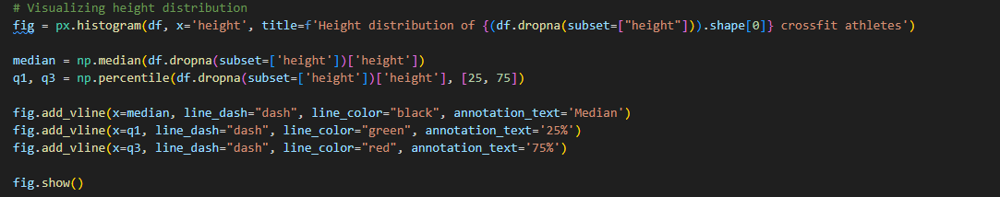 # Visualizing height distribution
fig = px.histogram(df, x='height', title=f'Height distribution of {(df.dropna(subset=["height"])).shape[0]} crossfit athletes')
median = np.median(df.dropna(subset=['height'])['height'])
q1, q3 = np.percentile(df.dropna(subset=['height'])['height'], [25, 75])
fig.add_vline(x=median, line_dash="dash", line_color="black", annotation_text='Median')
fig.add_vline(x=q1, line_dash="dash", line_color="green", annotation_text='25%')
fig.add_vline(x=q3, line_dash="dash", line_color="red", annotation_text='75%')
fig.show()